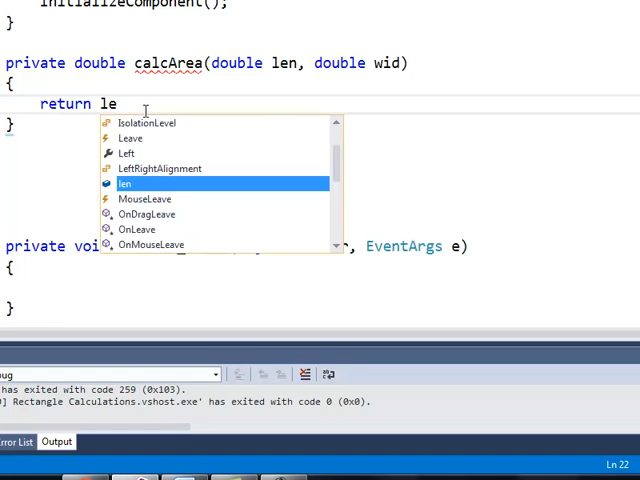 InitializeComponent();
}
private double calcArea(double len, double wid)
{
return le
}
IsolationLevel
Leave
Left
LeftRightAlignment
len
MouseLeave
OnDragLeave
OnLeave
OnMouseLeave
private voi r, EventArgs e)
{
}
bug
has exited with code 259 (0x103).
] Rectangle Calculations.vshost.exe' has exited with code 0 (0x0).
Error List Output
Ln 22